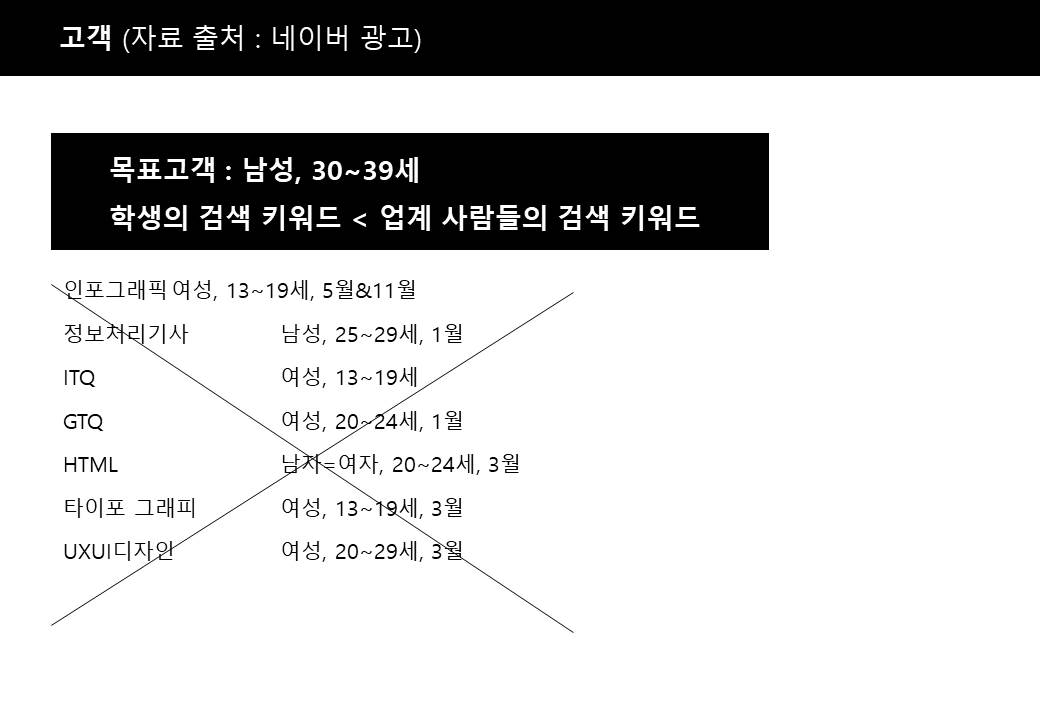 고객 (자료 출처 : 네이버 광고)
목표고객 : 남성, 30~39세
학생의 검색 키워드 < 업계 사람들의 검색 키워드
인포그래픽 여성, 13~19세, 5월&11월
정보처리기사 남성, 25~29세, 1월
ITQ 여성, 13~19세
GTQ 여성, 20~24세, 1월
HTML 남자=여자, 20~24세, 3월
타이포 그래피 여성, 13~19세, 3월
UXUI디자인 여성, 20~29세, 3월